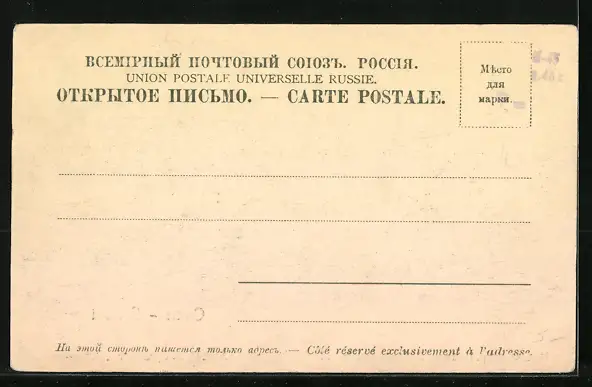 ВСЕМІРНЫЙ ПОЧТОВЫЙ СОЮЗЪ. РОССІЯ.
UNION POSTALE UNIVERSELLE RUSSIE.
ОТКРЫТОЕ ПИСЬМО. — CARTE POSTALE.
Мѣсто
для
марки.
На этой сторонѣ пишется только адресъ. — Côté réservé exclusivement à l'adresse.